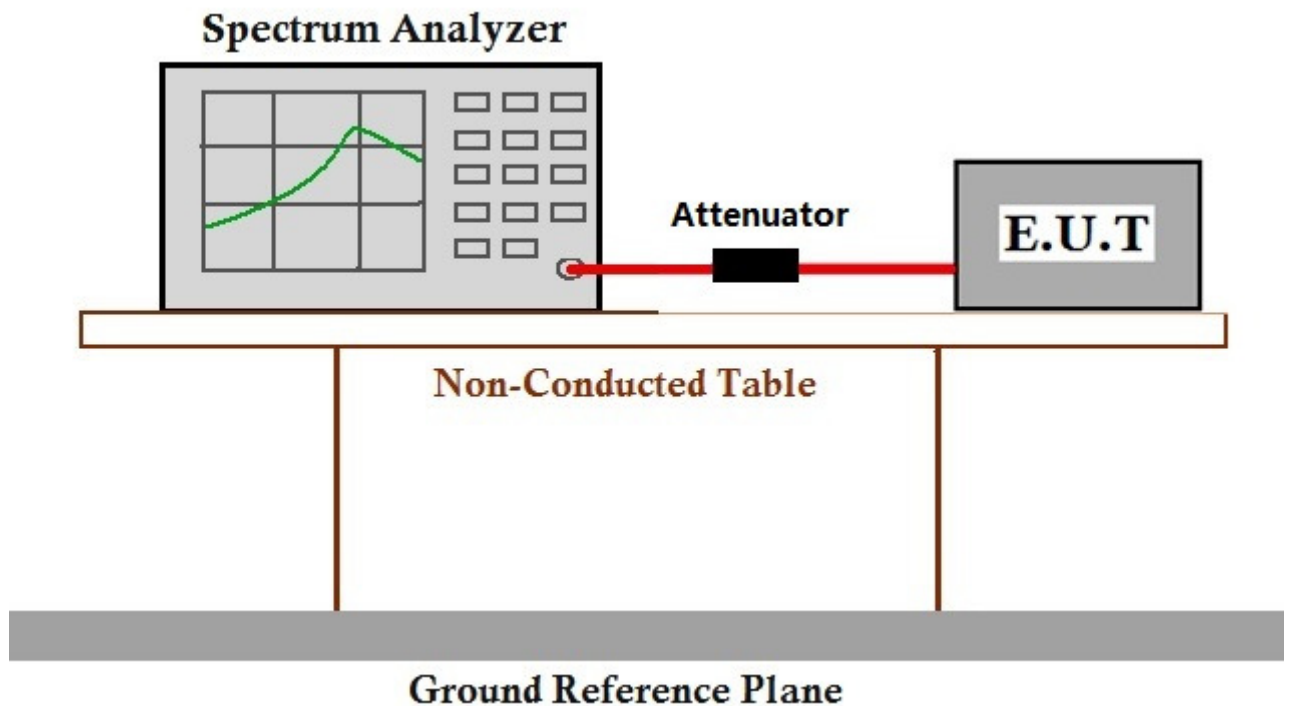 Spectrum Analyzer
Attenuator
E.U.T
Non-Conducted Table
Ground Reference Plane